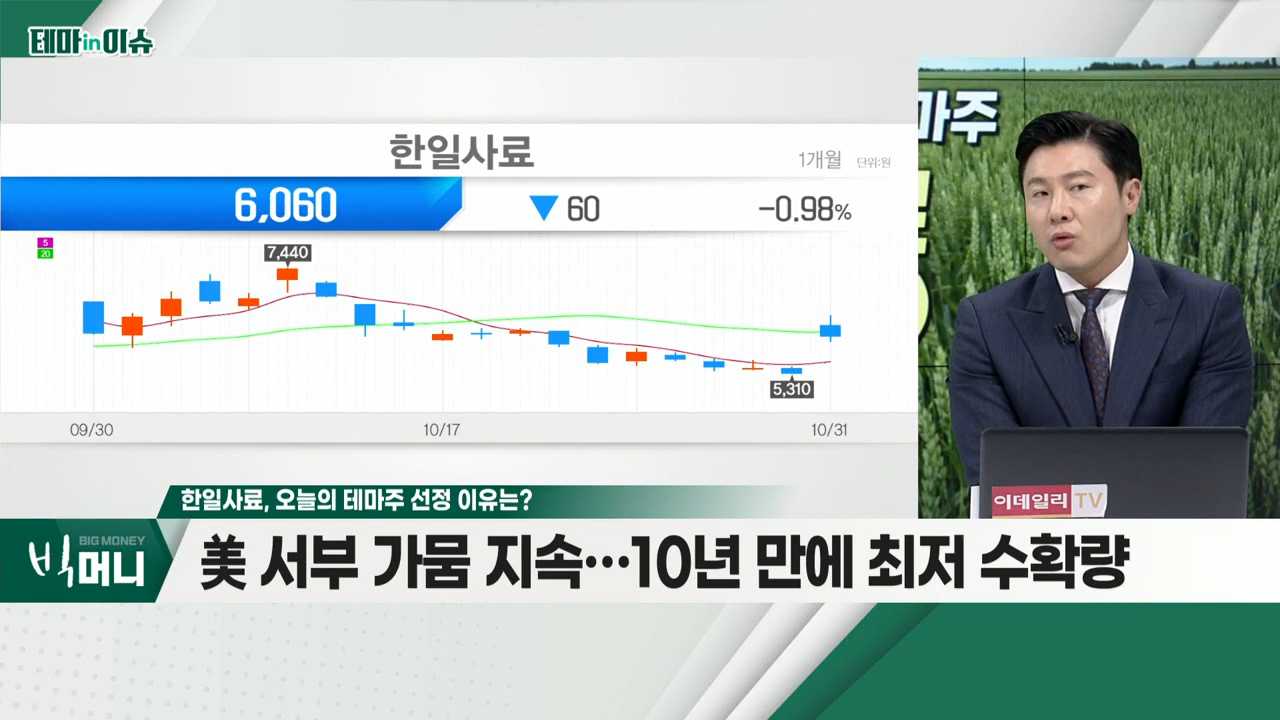 테마in이슈
마주
한일사료
1개월 단위:원
6,060 ▼60 -0.98%
5
20
7,440
5,310
09/30 10/17 10/31
이데일리TV
한일사료, 오늘의 테마주 선정 이유는?
BIG MONEY
빅머니
美 서부 가뭄 지속…10년 만에 최저 수확량